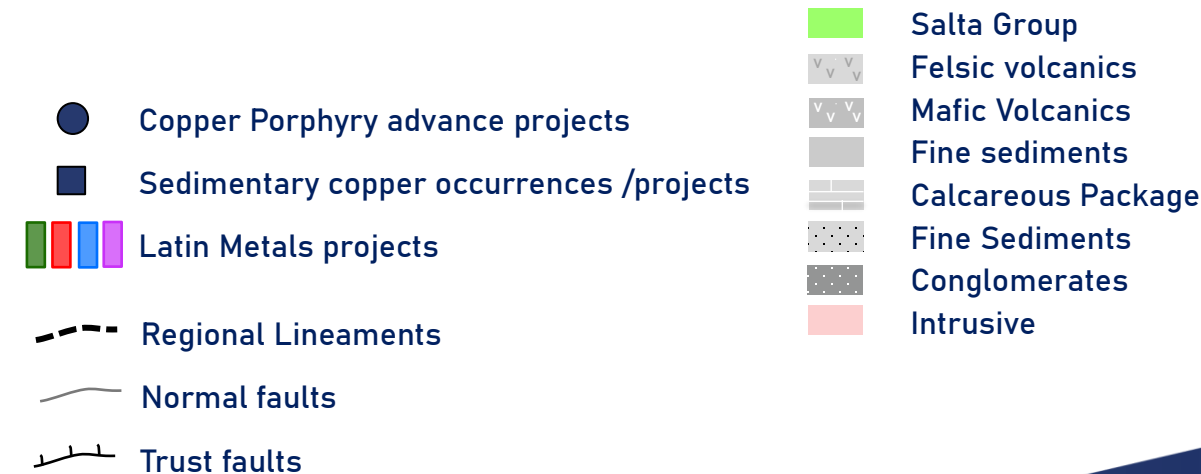 Copper Porphyry advance projects
Sedimentary copper occurrences /projects
Latin Metals projects
Regional Lineaments
Normal faults
Trust faults
Salta Group
Felsic volcanics
Mafic Volcanics
Fine sediments
Calcareous Package
Fine Sediments
Conglomerates
Intrusive